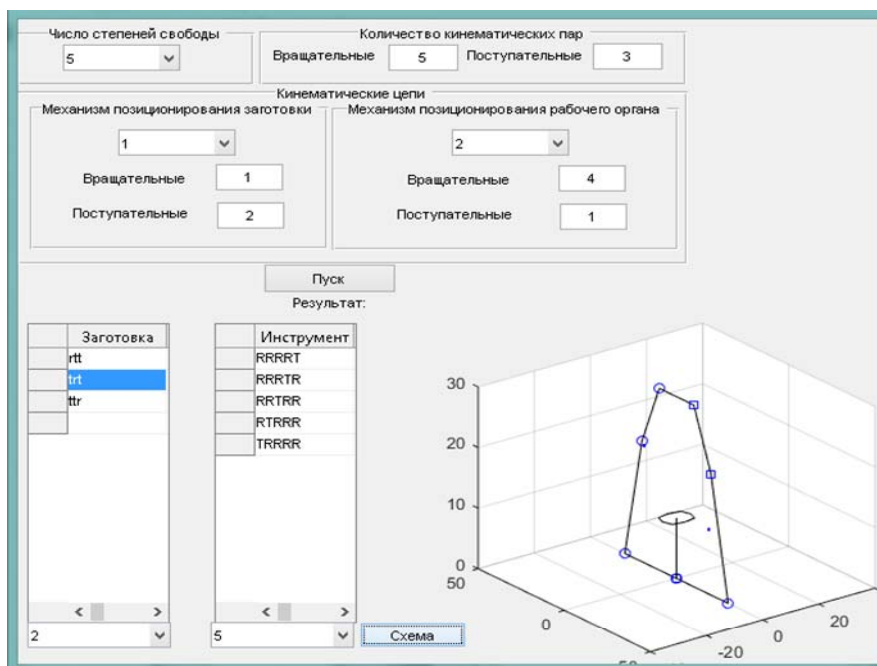 Число степеней свободы
5
Количество кинематических пар
Вращательные 5 Поступательные 3
Кинематические цепи
Механизм позиционирования заготовки
1
Вращательные 1
Поступательные 2
Механизм позиционирования рабочего органа
2
Вращательные 4
Поступательные 1
Пуск
Результат:
Заготовка
rtt
trt
ttr
2
Инструмент
RRRRT
RRRTR
RRTRR
RTRRR
TRRRR
5
Схема
30
20
10
0
50
0
-20
0
20